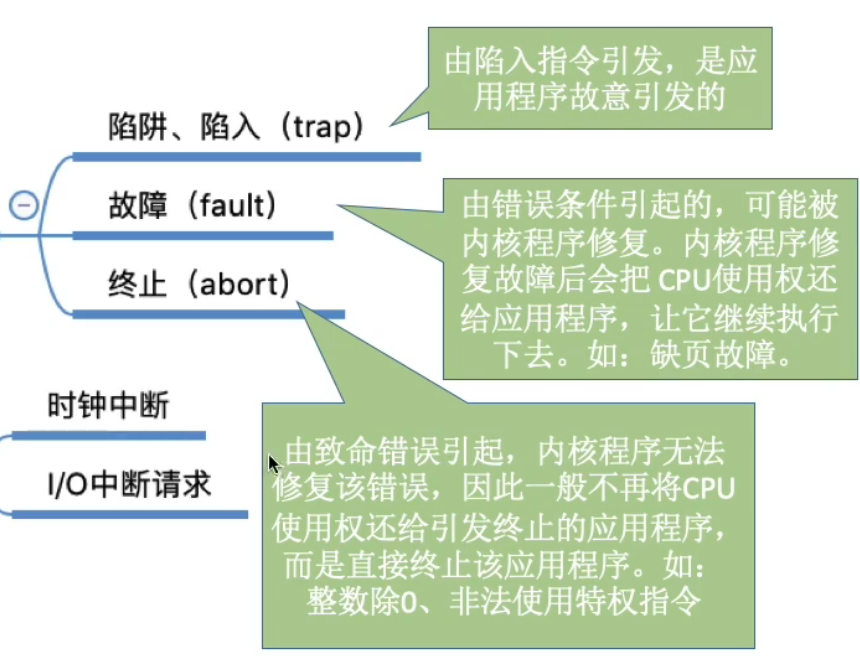 由陷入指令引发，是应
用程序故意引发的
陷阱、陷入（trap）
故障（fault）
由错误条件引起的，可能被
内核程序修复。内核程序修
复故障后会把 CPU使用权还
给应用程序，让它继续执行
下去。如：缺页故障。
终止（abort）
时钟中断
I/O中断请求
由致命错误引起，内核程序无法
修复该错误，因此一般不再将CPU
使用权还给引发终止的应用程序，
而是直接终止该应用程序。如：
整数除0、非法使用特权指令